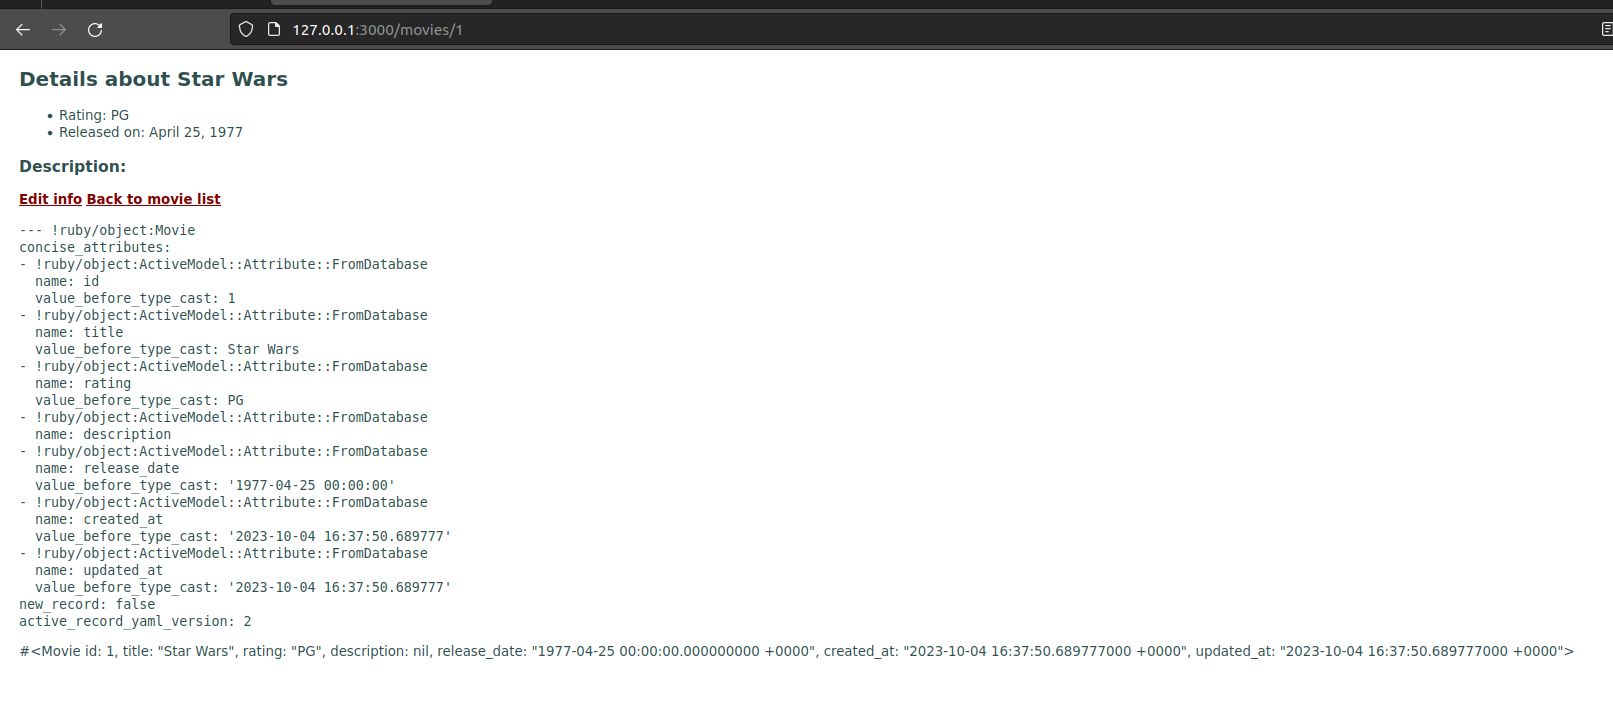 127.0.0.1:3000/movies/1
Details about Star Wars
• Rating: PG
• Released on: April 25, 1977
Description:
Edit info Back to movie list
--- !ruby/object:Movie
concise_attributes:
- !ruby/object:ActiveModel::Attribute::FromDatabase
  name: id
  value_before_type_cast: 1
- !ruby/object:ActiveModel::Attribute::FromDatabase
  name: title
  value_before_type_cast: Star Wars
- !ruby/object:ActiveModel::Attribute::FromDatabase
  name: rating
  value_before_type_cast: PG
- !ruby/object:ActiveModel::Attribute::FromDatabase
  name: description
- !ruby/object:ActiveModel::Attribute::FromDatabase
  name: release_date
  value_before_type_cast: '1977-04-25 00:00:00'
- !ruby/object:ActiveModel::Attribute::FromDatabase
  name: created_at
  value_before_type_cast: '2023-10-04 16:37:50.689777'
- !ruby/object:ActiveModel::Attribute::FromDatabase
  name: updated_at
  value_before_type_cast: '2023-10-04 16:37:50.689777'
new_record: false
active_record_yaml_version: 2
#<Movie id: 1, title: "Star Wars", rating: "PG", description: nil, release_date: "1977-04-25 00:00:00.000000000 +0000", created_at: "2023-10-04 16:37:50.689777000 +0000", updated_at: "2023-10-04 16:37:50.689777000 +0000">